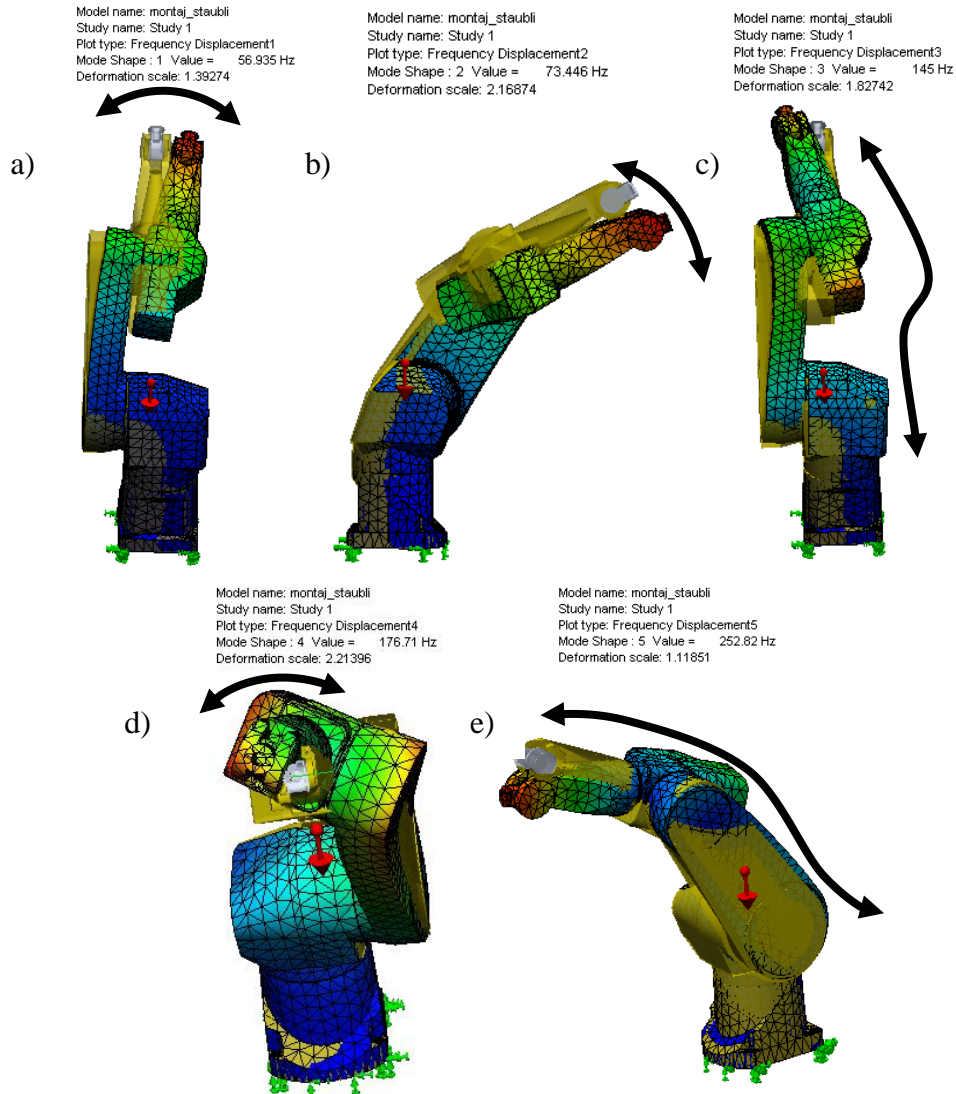 Model name: montaj_staubli
Study name: Study 1
Plot type: Frequency Displacement1
Mode Shape : 1 Value = 56.935 Hz
Deformation scale: 1.39274
a)
Model name: montaj_staubli
Study name: Study 1
Plot type: Frequency Displacement2
Mode Shape : 2 Value = 73.446 Hz
Deformation scale: 2.16874
b)
Model name: montaj_staubli
Study name: Study 1
Plot type: Frequency Displacement3
Mode Shape : 3 Value = 145 Hz
Deformation scale: 1.82742
c)
Model name: montaj_staubli
Study name: Study 1
Plot type: Frequency Displacement4
Mode Shape : 4 Value = 176.71 Hz
Deformation scale: 2.21396
d)
Model name: montaj_staubli
Study name: Study 1
Plot type: Frequency Displacement5
Mode Shape : 5 Value = 252.82 Hz
Deformation scale: 1.11851
e)